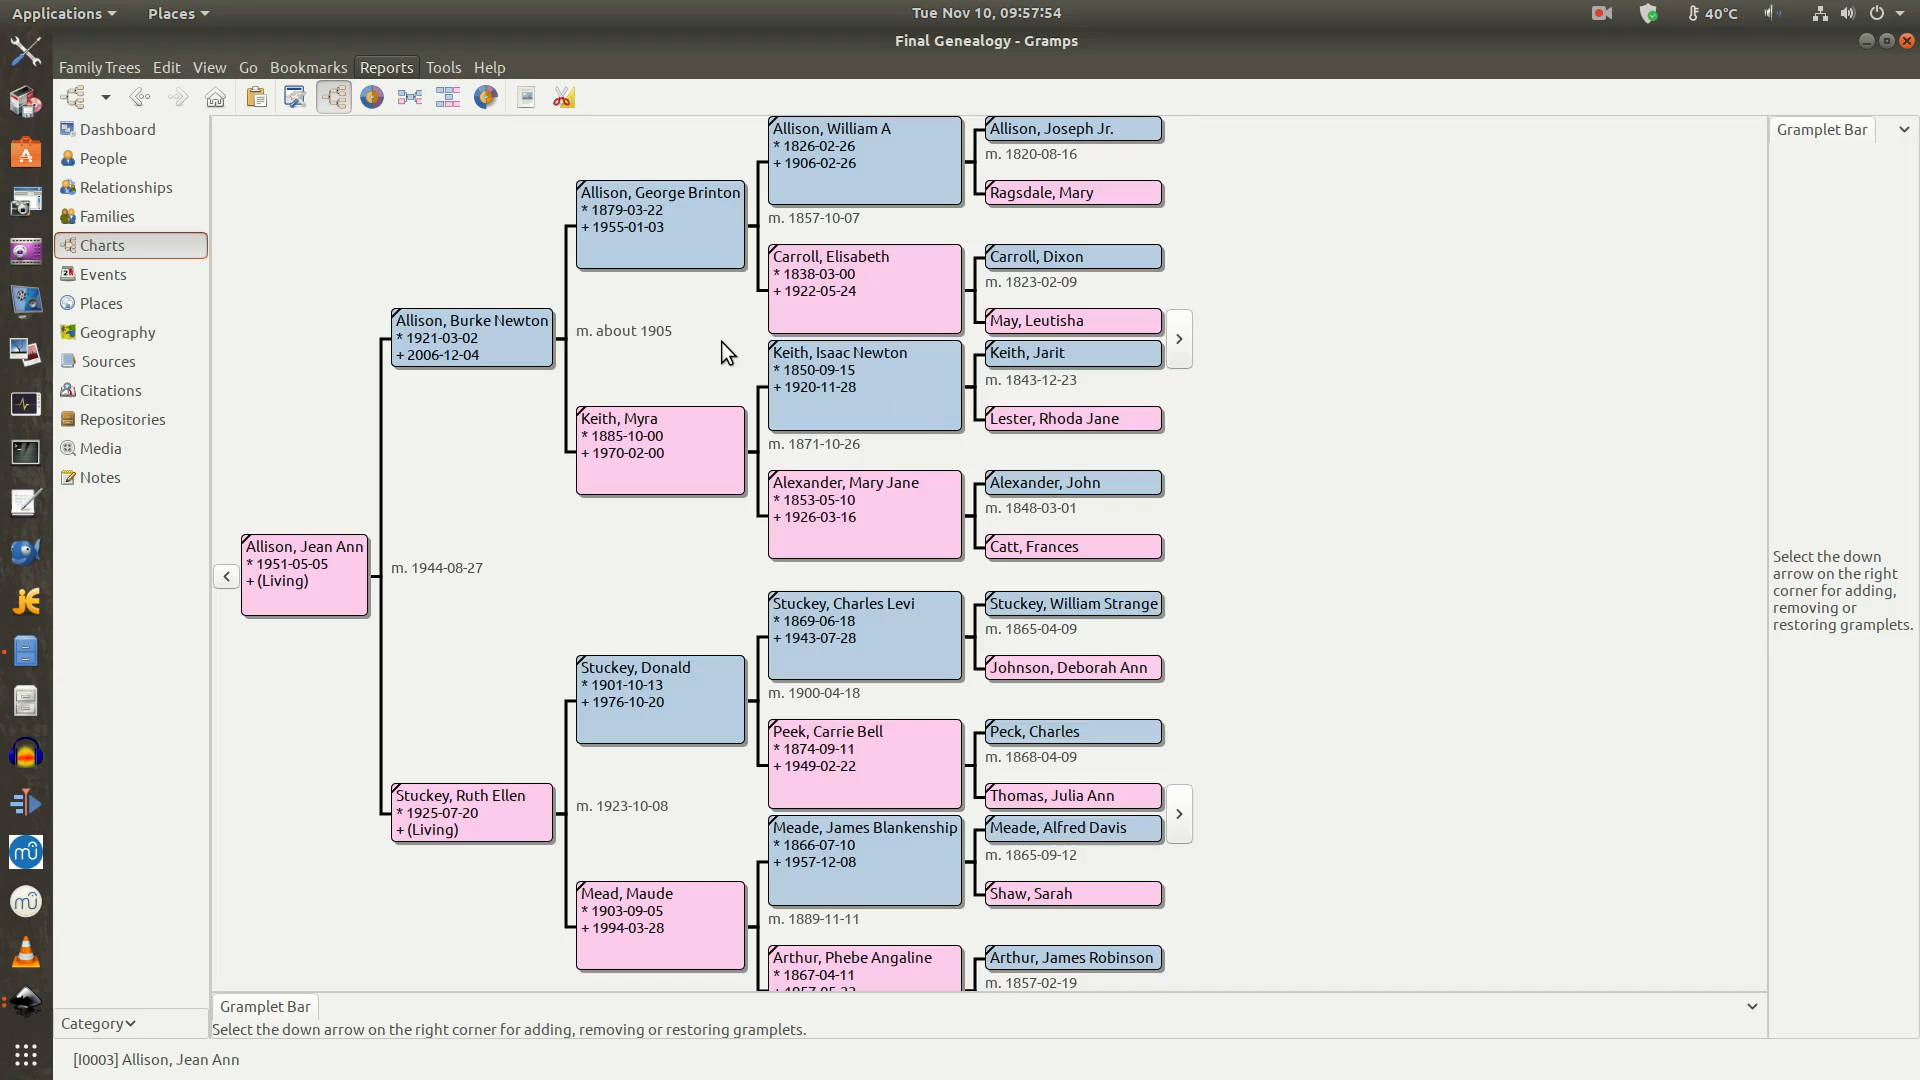 Applications
Places
Tue Nov 10, 09:57:54
40°C
Final Genealogy - Gramps
Family Trees
Edit
View
Go
Bookmarks
Reports
Tools
Help
Dashboard
People
Relationships
Families
Charts
Events
Places
Geography
Sources
Citations
Repositories
Media
Notes
Category
Allison, Jean Ann
* 1951-05-05
+ (Living)
m. 1944-08-27
Allison, Burke Newton
* 1921-03-02
+ 2006-12-04
Stuckey, Ruth Ellen
* 1925-07-20
+ (Living)
Allison, George Brinton
* 1879-03-22
+ 1955-01-03
m. about 1905
Keith, Myra
* 1885-10-00
+ 1970-02-00
Stuckey, Donald
* 1901-10-13
+ 1976-10-20
m. 1923-10-08
Mead, Maude
* 1903-09-05
+ 1994-03-28
Allison, William A
* 1826-02-26
+ 1906-02-26
m. 1857-10-07
Carroll, Elisabeth
* 1838-03-00
+ 1922-05-24
Keith, Isaac Newton
* 1850-09-15
+ 1920-11-28
m. 1871-10-26
Alexander, Mary Jane
* 1853-05-10
+ 1926-03-16
Stuckey, Charles Levi
* 1869-06-18
+ 1943-07-28
m. 1900-04-18
Peek, Carrie Bell
* 1874-09-11
+ 1949-02-22
Meade, James Blankenship
* 1866-07-10
+ 1957-12-08
m. 1889-11-11
Arthur, Phebe Angaline
* 1867-04-11
Allison, Joseph Jr.
m. 1820-08-16
Ragsdale, Mary
Carroll, Dixon
m. 1823-02-09
May, Leutisha
Keith, Jarit
m. 1843-12-23
Lester, Rhoda Jane
Alexander, John
m. 1848-03-01
Catt, Frances
Stuckey, William Strange
m. 1865-04-09
Johnson, Deborah Ann
Peck, Charles
m. 1868-04-09
Thomas, Julia Ann
Meade, Alfred Davis
m. 1865-09-12
Shaw, Sarah
Arthur, James Robinson
m. 1857-02-19
Gramplet Bar
Select the down
arrow on the right
corner for adding,
removing or
restoring gramplets.
Gramplet Bar
Select the down arrow on the right corner for adding, removing or restoring gramplets.
[I0003] Allison, Jean Ann